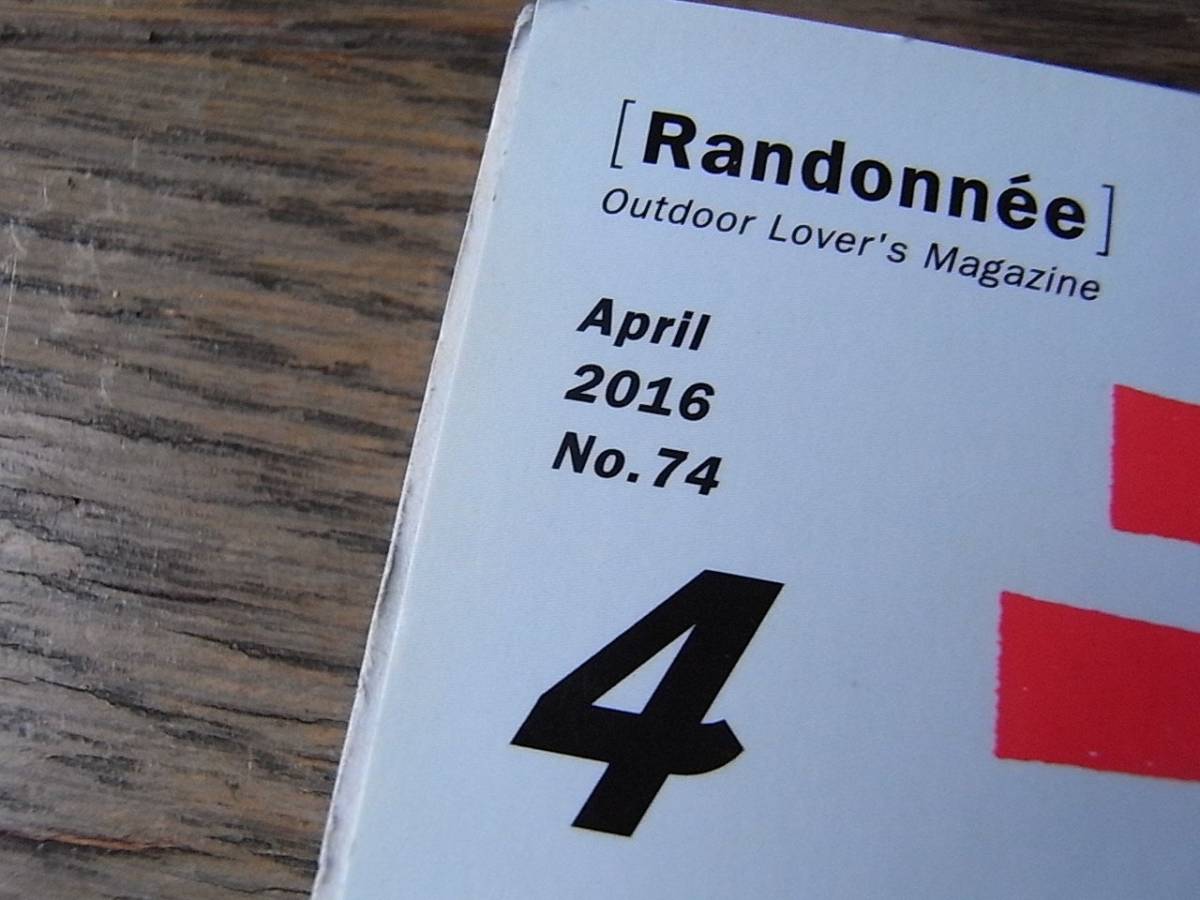 [Randonnée]
Outdoor Lover's Magazine
April
2016
No.74
4